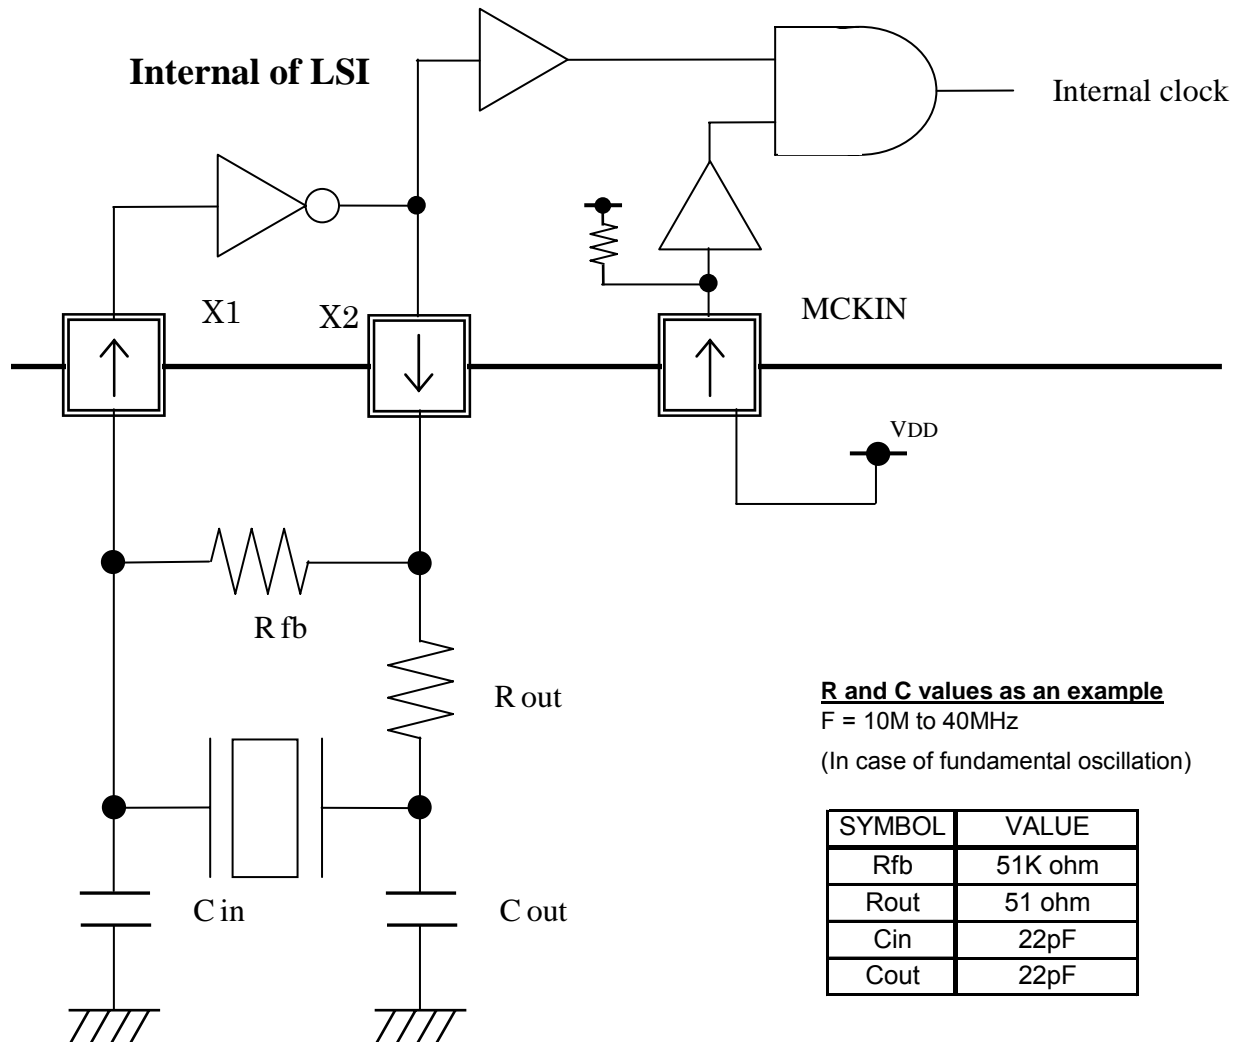 Internal of LSI
Internal clock
X1
X2
MCKIN
VDD
R fb
R out
C in
C out
R and C values as an example
F = 10M to 40MHz
(In case of fundamental oscillation)
SYMBOL VALUE
Rfb 51K ohm
Rout 51 ohm
Cin 22pF
Cout 22pF